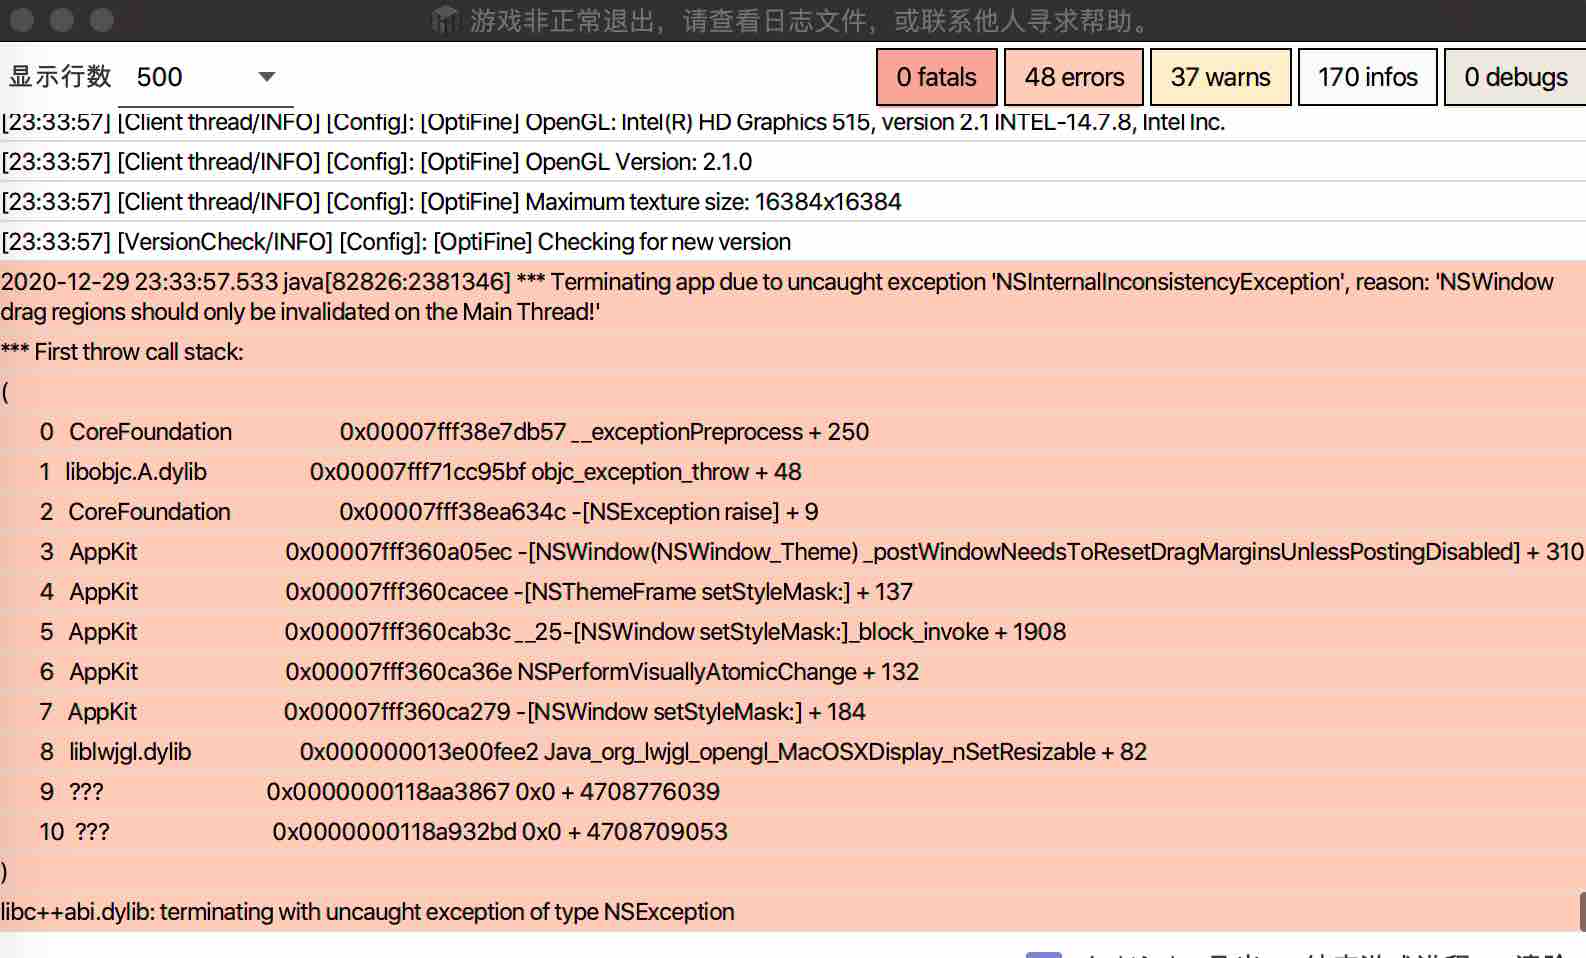 游戏非正常退出，请查看日志文件，或联系他人寻求帮助。
显示行数 500 0 fatals 48 errors 37 warns 170 infos 0 debugs
[23:33:57] [Client thread/INFO] [Config]: [OptiFine] OpenGL: Intel(R) HD Graphics 515, version 2.1 INTEL-14.7.8, Intel Inc.
[23:33:57] [Client thread/INFO] [Config]: [OptiFine] OpenGL Version: 2.1.0
[23:33:57] [Client thread/INFO] [Config]: [OptiFine] Maximum texture size: 16384x16384
[23:33:57] [VersionCheck/INFO] [Config]: [OptiFine] Checking for new version
2020-12-29 23:33:57.533 java[82826:2381346] *** Terminating app due to uncaught exception 'NSInternalInconsistencyException', reason: 'NSWindow
drag regions should only be invalidated on the Main Thread!'
*** First throw call stack:
(
0 CoreFoundation 0x00007fff38e7db57 __exceptionPreprocess + 250
1 libobjc.A.dylib 0x00007fff71cc95bf objc_exception_throw + 48
2 CoreFoundation 0x00007fff38ea634c -[NSException raise] + 9
3 AppKit 0x00007fff360a05ec -[NSWindow(NSWindow_Theme) _postWindowNeedsToResetDragMarginsUnlessPostingDisabled] + 310
4 AppKit 0x00007fff360cacee -[NSThemeFrame setStyleMask:] + 137
5 AppKit 0x00007fff360cab3c __25-[NSWindow setStyleMask:]_block_invoke + 1908
6 AppKit 0x00007fff360ca36e NSPerformVisuallyAtomicChange + 132
7 AppKit 0x00007fff360ca279 -[NSWindow setStyleMask:] + 184
8 liblwjgl.dylib 0x000000013e00fee2 Java_org_lwjgl_opengl_MacOSXDisplay_nSetResizable + 82
9 ??? 0x0000000118aa3867 0x0 + 4708776039
10 ??? 0x0000000118a932bd 0x0 + 4708709053
)
libc++abi.dylib: terminating with uncaught exception of type NSException